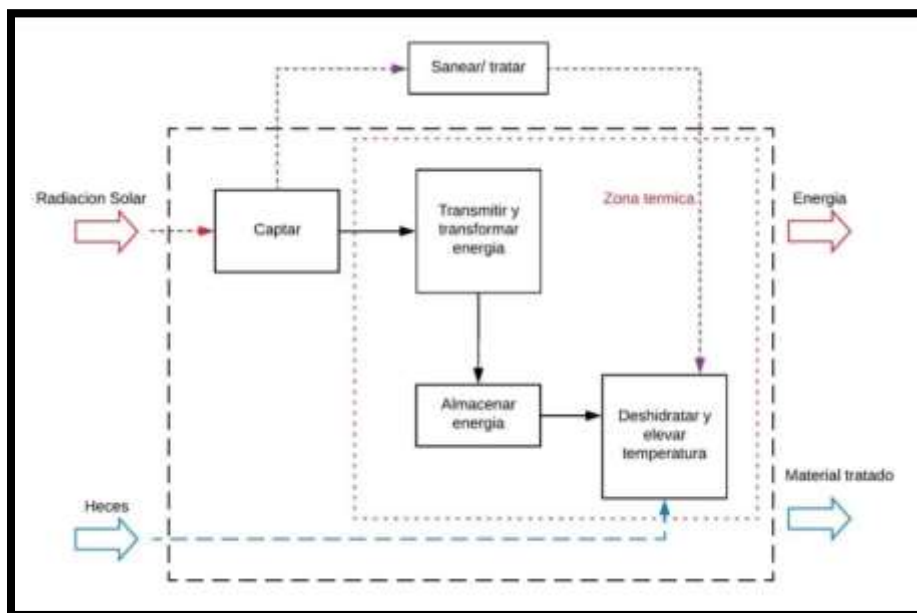 Sanear/ tratar
Radiacion Solar
Captar
Transmitir y
transformar
energia
Zona termica
Energia
Almacenar
energia
Deshidratar y
elevar
temperatura
Heces
Material tratado